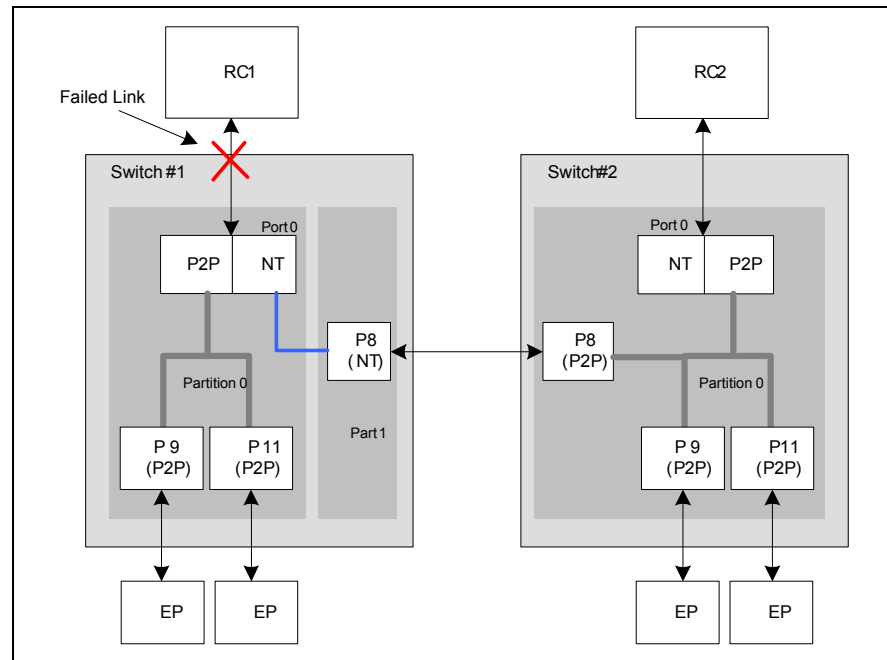 RC1
RC2
Failed Link
Switch #1
Switch#2
Port 0
P2P
NT
Port 0
NT
P2P
P8
(NT)
P8
(P2P)
Partition 0
Partition 0
Part 1
P 9
(P2P)
P 11
(P2P)
P 9
(P2P)
P11
(P2P)
EP
EP
EP
EP